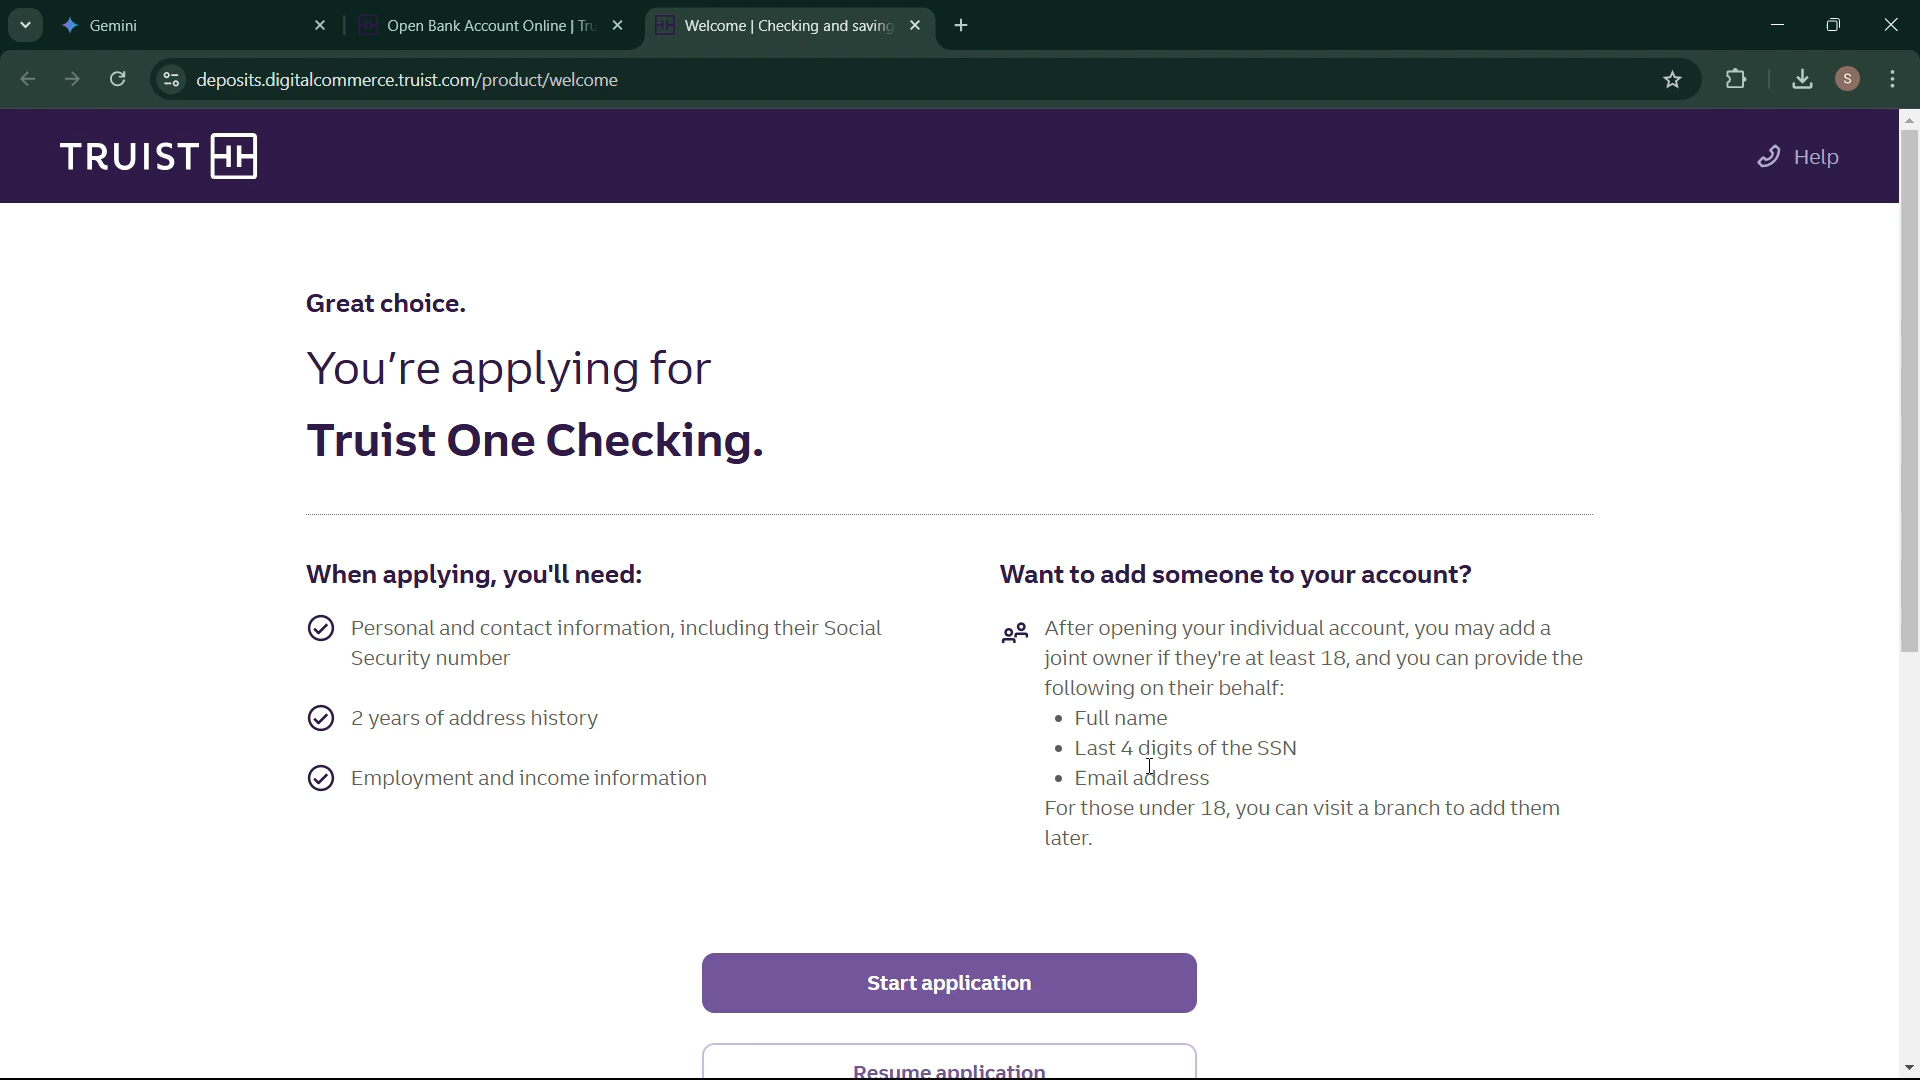 Gemini
Open Bank Account Online | Tru
Welcome | Checking and saving
deposits.digitalcommerce.truist.com/product/welcome
S
TRUIST
Help
Great choice.
You're applying for
Truist One Checking.
When applying, you'll need:
Personal and contact information, including their Social
Security number
2 years of address history
Employment and income information
Want to add someone to your account?
After opening your individual account, you may add a
joint owner if they're at least 18, and you can provide the
following on their behalf:
• Full name
• Last 4 digits of the SSN
• Email address
For those under 18, you can visit a branch to add them
later.
Start application
Resume application